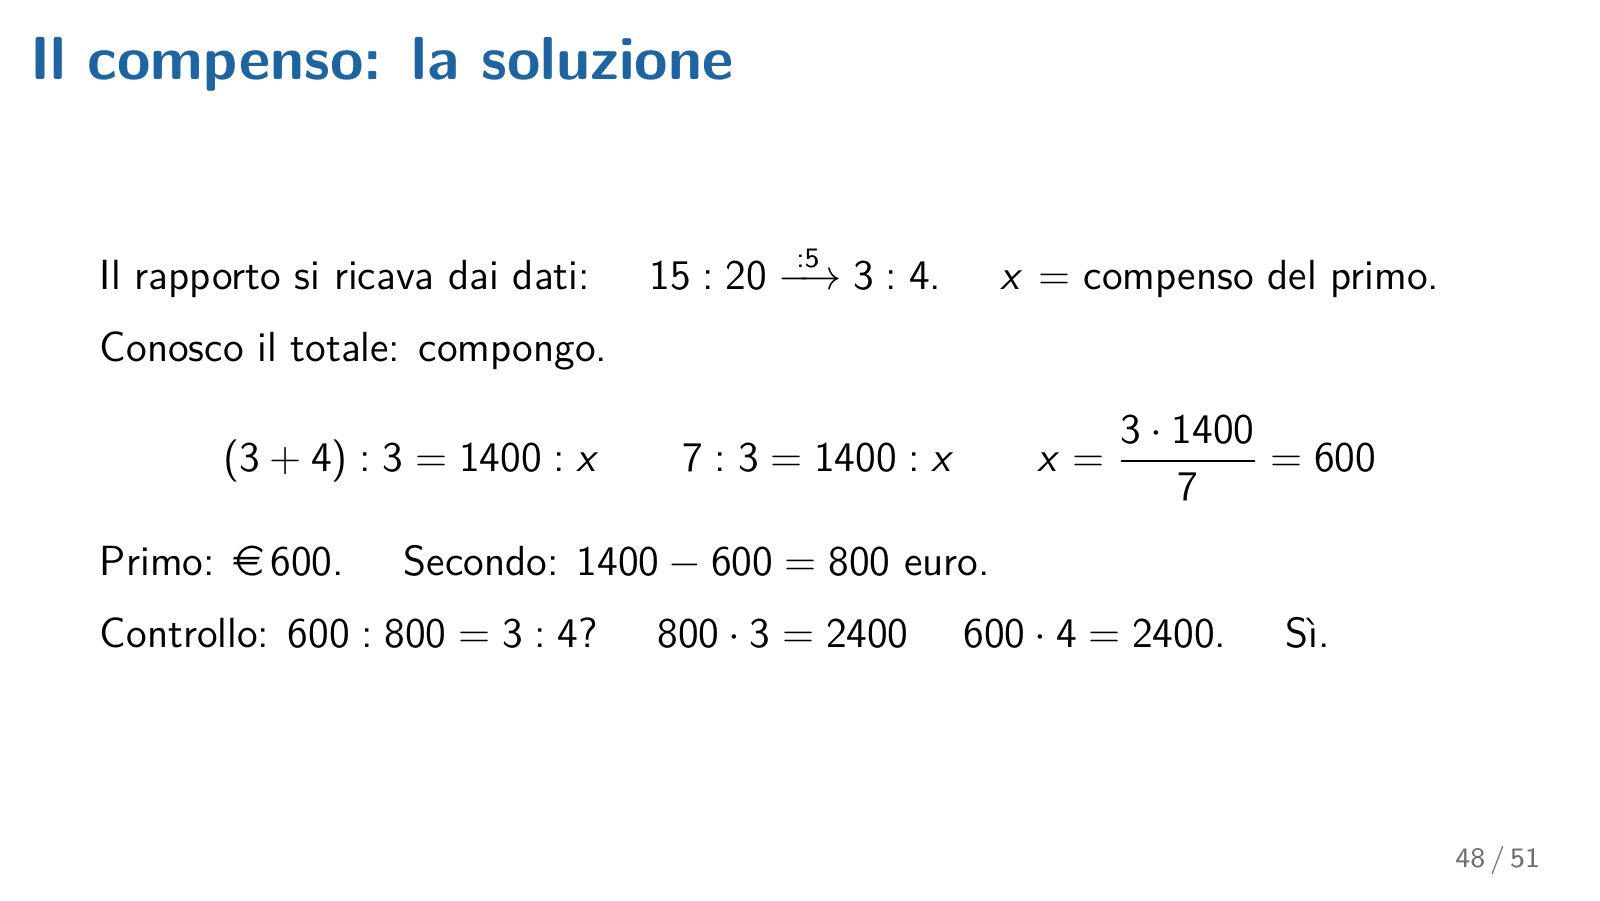 Il compenso: la soluzione
Il rapporto si ricava dai dati: 15 : 20 \xrightarrow{:5} 3 : 4. x = compenso del primo.
Conosco il totale: compongo.
(3 + 4) : 3 = 1400 : x 7 : 3 = 1400 : x x = \frac{3 · 1400}{7} = 600
Primo: €600. Secondo: 1400 − 600 = 800 euro.
Controllo: 600 : 800 = 3 : 4? 800 · 3 = 2400 600 · 4 = 2400. Sì.
48 / 51